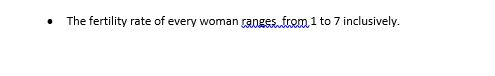 • The fertility rate of every woman ranges from 1 to 7 inclusively.